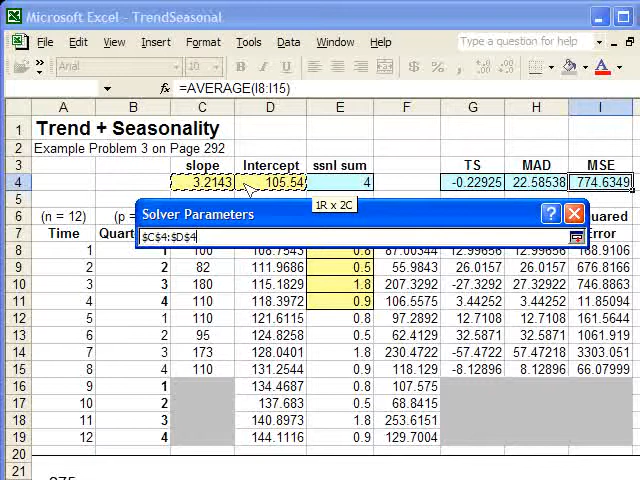 Microsoft Excel - TrendSeasonal
File Edit View Insert Format Tools Data Window Help Type a question for help
Arial 10 B I U $ % ,
fx =AVERAGE(I8:I15)
A B C D E F G H I
1 Trend + Seasonality
2 Example Problem 3 on Page 292
3 slope Intercept ssnl sum TS MAD MSE
4 3.2143 105.54 4 -0.22925 22.58538 774.6349
5
1R x 2C
Solver Parameters
$C$4:$D$4
6 (n = 12) (p = quared
7 Time Quart Error
8 1 1 100 108.7543 0.8 87.00343 12.99656 12.99656 168.9106
9 2 2 82 111.9686 0.5 55.9843 26.0157 26.0157 676.8166
10 3 3 180 115.1829 1.8 207.3292 -27.3292 27.32922 746.8863
11 4 4 110 118.3972 0.9 106.5575 3.44252 3.44252 11.85094
12 5 1 110 121.6115 0.8 97.2892 12.7108 12.7108 161.5644
13 6 2 95 124.8258 0.5 62.4129 32.5871 32.5871 1061.919
14 7 3 173 128.0401 1.8 230.4722 -57.4722 57.47218 3303.051
15 8 4 110 131.2544 0.9 118.129 -8.12896 8.12896 66.07999
16 9 1 134.4687 0.8 107.575
17 10 2 137.683 0.5 68.8415
18 11 3 140.8973 1.8 253.6151
19 12 4 144.1116 0.9 129.7004
20
21